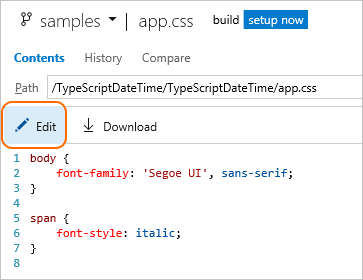 samples / app.css build setup now
Contents History Compare
Path /TypeScriptDateTime/TypeScriptDateTime/app.css
Edit Download
1 body {
2 font-family: 'Segoe UI', sans-serif;
3 }
4
5 span {
6 font-style: italic;
7 }
8